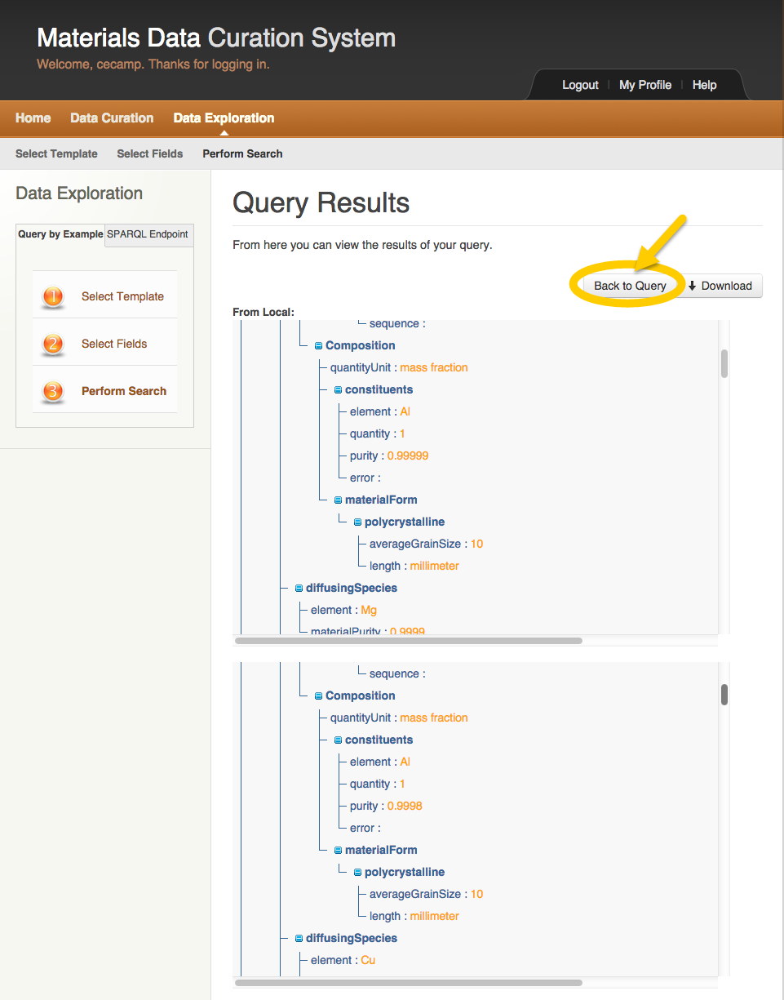 Materials Data Curation System
Welcome, cecamp. Thanks for logging in.
Logout My Profile Help
Home Data Curation Data Exploration
Select Template Select Fields Perform Search
Data Exploration
Query by Example SPARQL Endpoint
1 Select Template
2 Select Fields
3 Perform Search
Query Results
From here you can view the results of your query.
Back to Query Download
From Local:
sequence :
Composition
quantityUnit : mass fraction
constituents
element : Al
quantity : 1
purity : 0.99999
error :
materialForm
polycrystalline
averageGrainSize : 10
length : millimeter
diffusingSpecies
element : Mg
materialPurity : 0.9999
sequence :
Composition
quantityUnit : mass fraction
constituents
element : Al
quantity : 1
purity : 0.9998
error :
materialForm
polycrystalline
averageGrainSize : 10
length : millimeter
diffusingSpecies
element : Cu